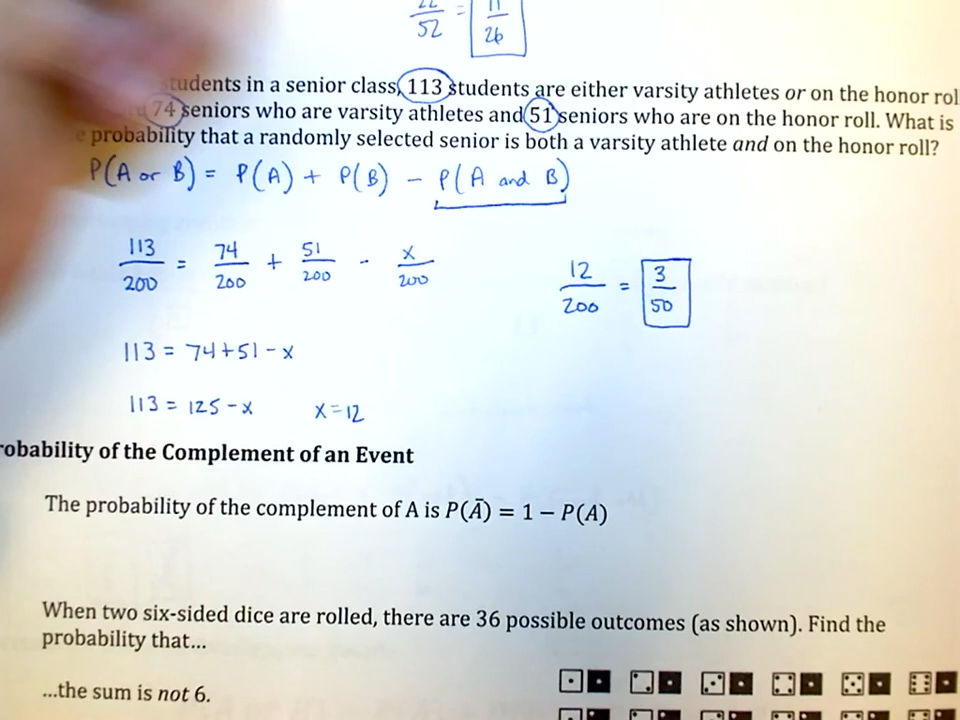 22/52 = 11/26
students in a senior class, 113 students are either varsity athletes or on the honor rol
74 seniors who are varsity athletes and 51 seniors who are on the honor roll. What is
e probability that a randomly selected senior is both a varsity athlete and on the honor roll?
P(A or B) = P(A) + P(B) - P(A and B)
113/200 = 74/200 + 51/200 - x/200
12/200 = 3/50
113 = 74+51-x
113 = 125-x x=12
robability of the Complement of an Event
The probability of the complement of A is P(Ā) = 1 − P(A)
When two six-sided dice are rolled, there are 36 possible outcomes (as shown). Find the
probability that...
...the sum is not 6.